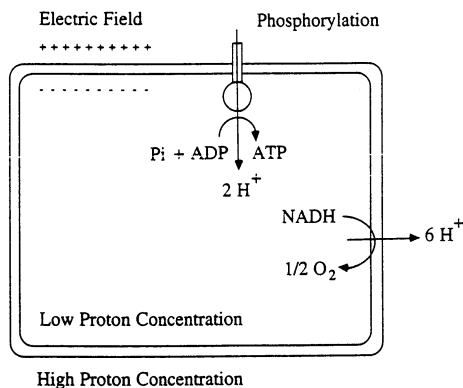 Electric Field
Phosphorylation
+ + + + + + + + +
- - - - - - - - -
Pi + ADP ATP
2 H+
NADH
6 H+
1/2 O2
Low Proton Concentration
High Proton Concentration